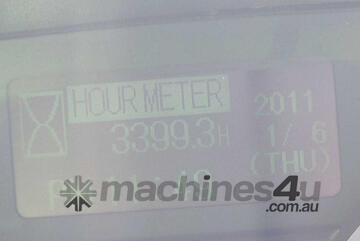 HOUR METER
3399.3H
2011
1/ 6
(THU)
machines4u
.com.au